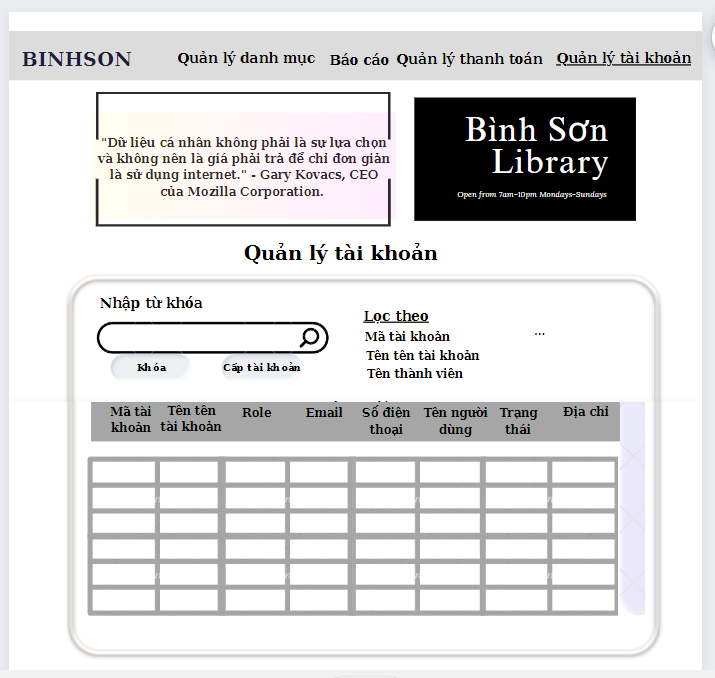 BINHSON
Quản lý danh mục
Báo cáo
Quản lý thanh toán
Quản lý tài khoản
"Dữ liệu cá nhân không phải là sự lựa chọn
và không nên là giá phải trả để chỉ đơn giản
là sử dụng internet." - Gary Kovacs, CEO
của Mozilla Corporation.
Bình Sơn
Library
Open from 7am-10pm Mondays-Sundays
Quản lý tài khoản
Nhập từ khóa
Khóa
Cấp tài khoản
Lọc theo
Mã tài khoản
...
Tên tên tài khoản
Tên thành viên
Mã tài
khoản
Tên tên
tài khoản
Role
Email
Số điện
thoại
Tên người
dùng
Trạng
thái
Địa chỉ